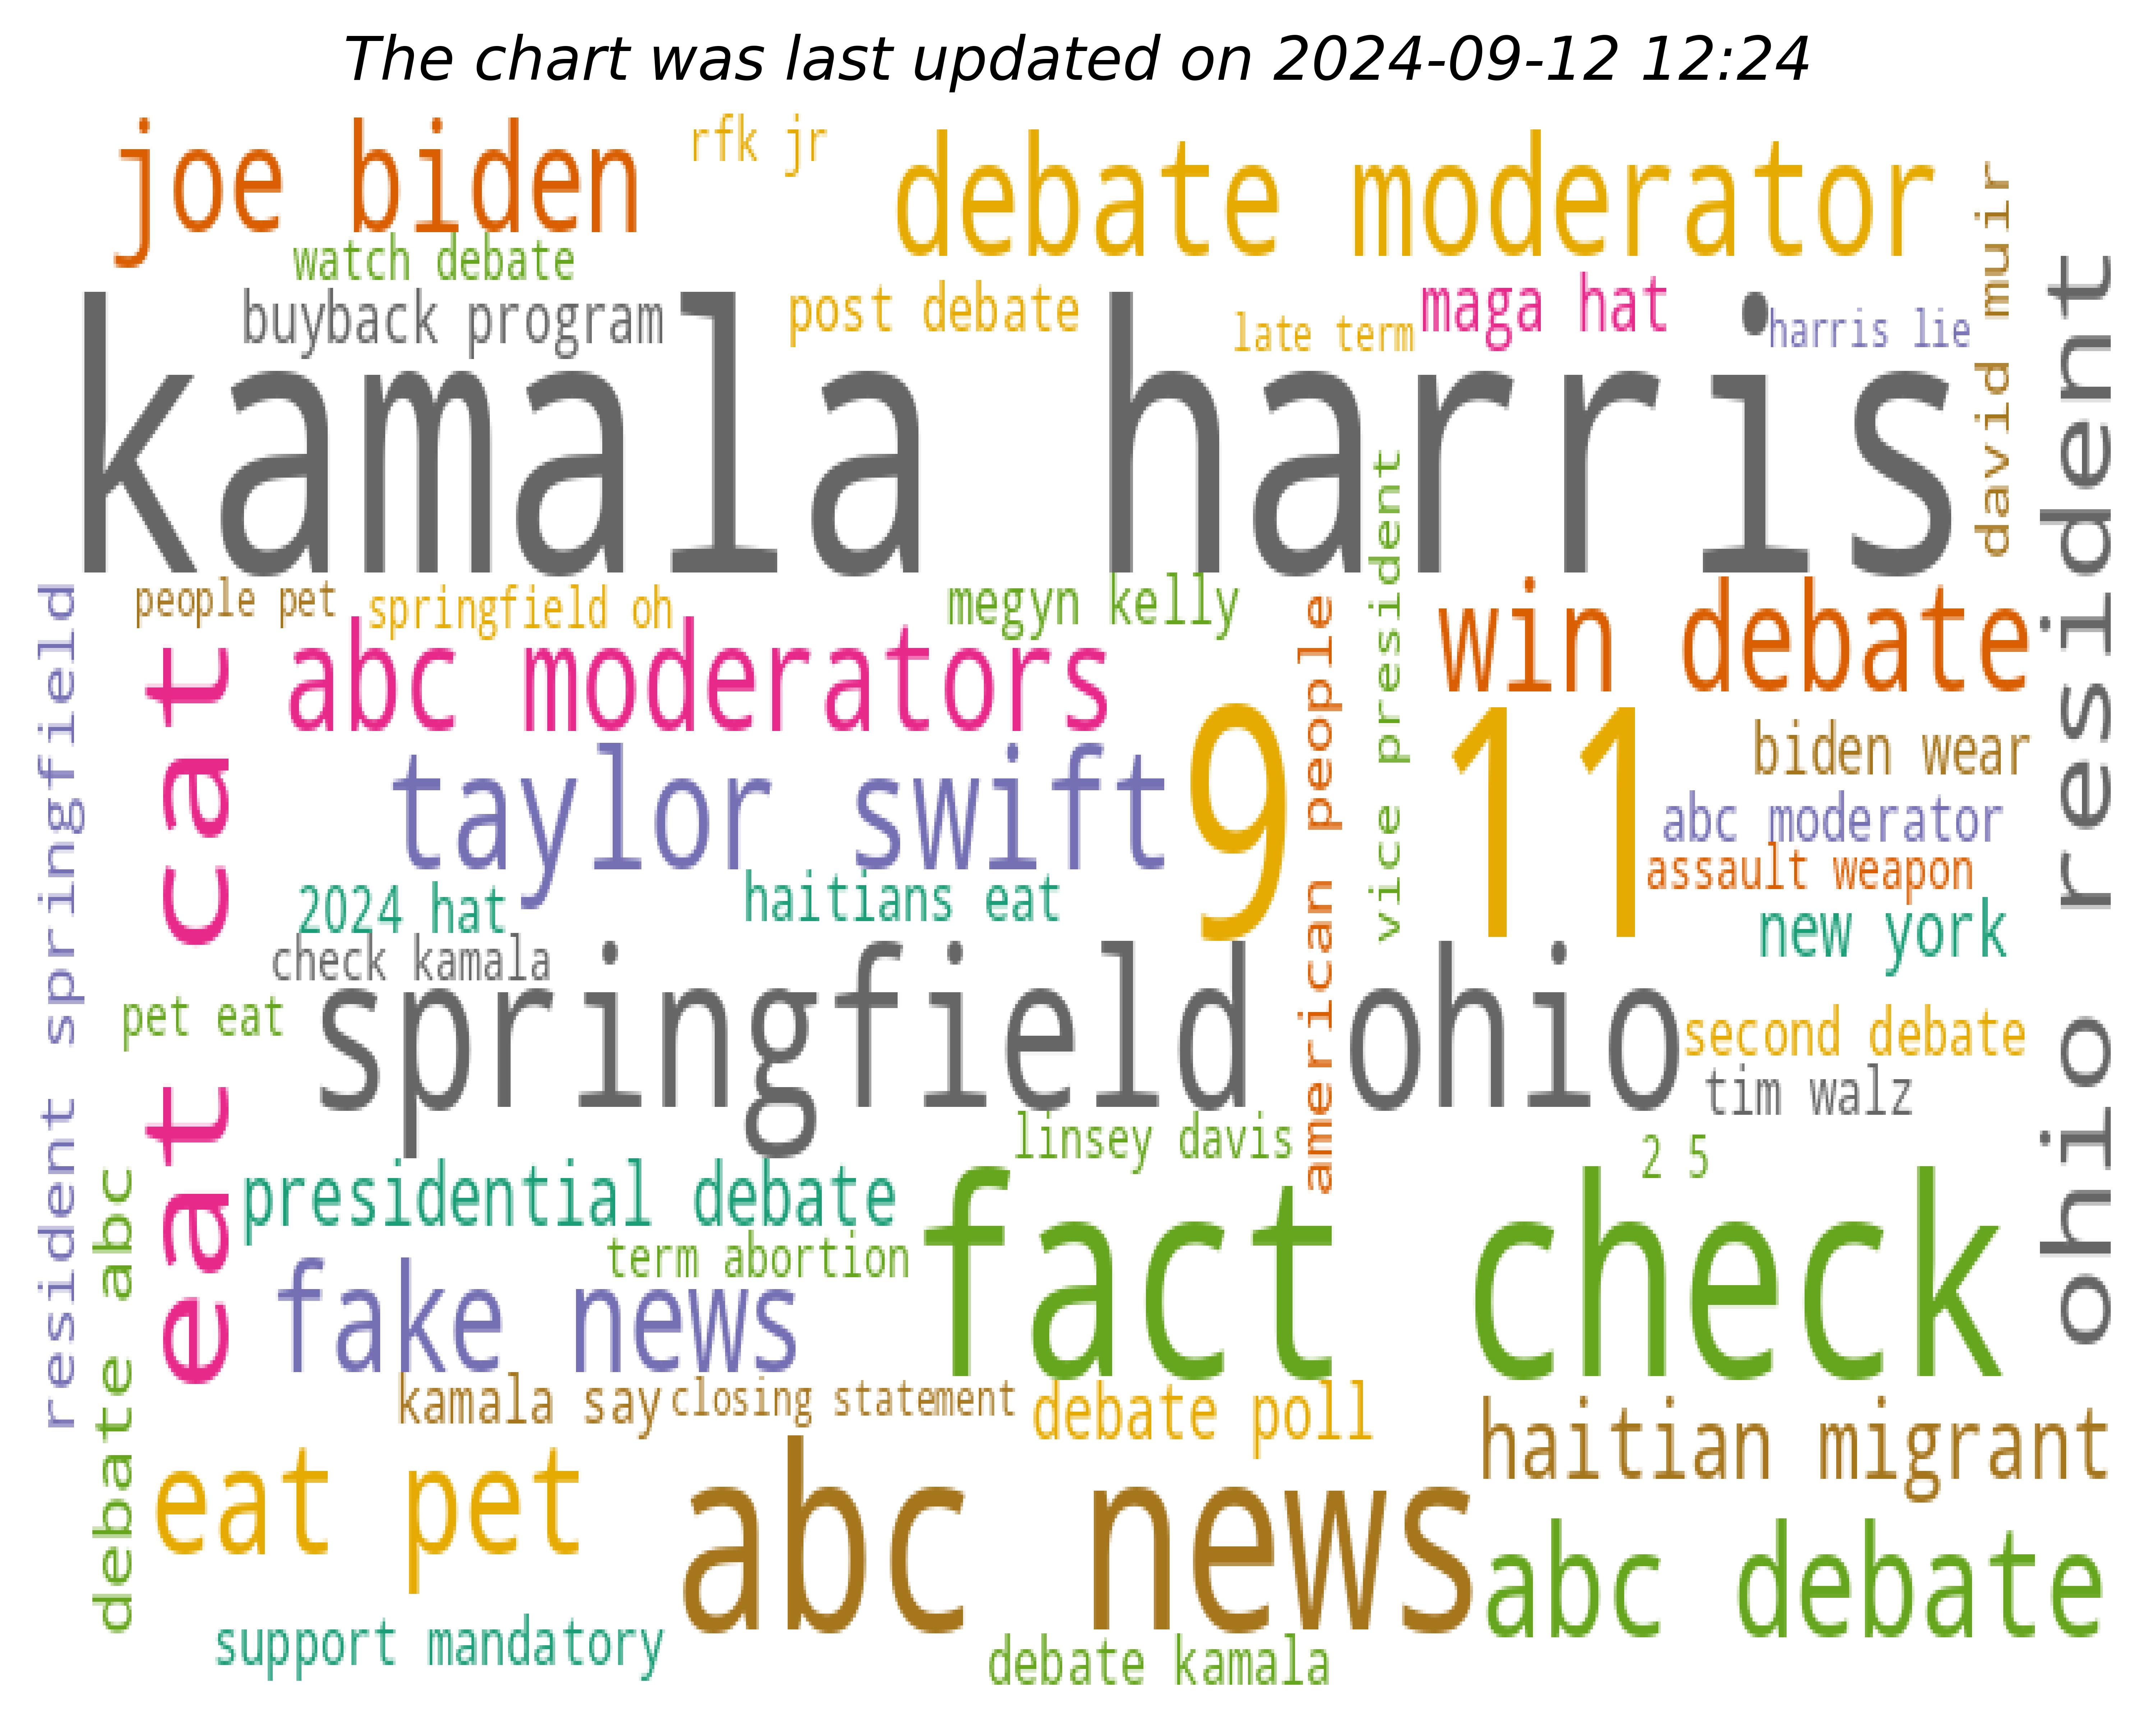 The chart was last updated on 2024-09-12 12:24
joe biden
rfk jr
debate moderator
watch debate
buyback program
post debate
late term
maga hat
harris lie
david muir
kamala harris
ohio resident
people pet
springfield oh
megyn kelly
vice president
win debate
resident springfield
eat cat
abc moderators
american people
taylor swift
9 11
biden wear
abc moderator
assault weapon
2024 hat
haitians eat
new york
check kamala
pet eat
springfield ohio
second debate
tim walz
linsey davis
2 5
debate abc
presidential debate
term abortion
fact check
fake news
kamala say
closing statement
debate poll
haitian migrant
eat pet
abc news
abc debate
support mandatory
debate kamala